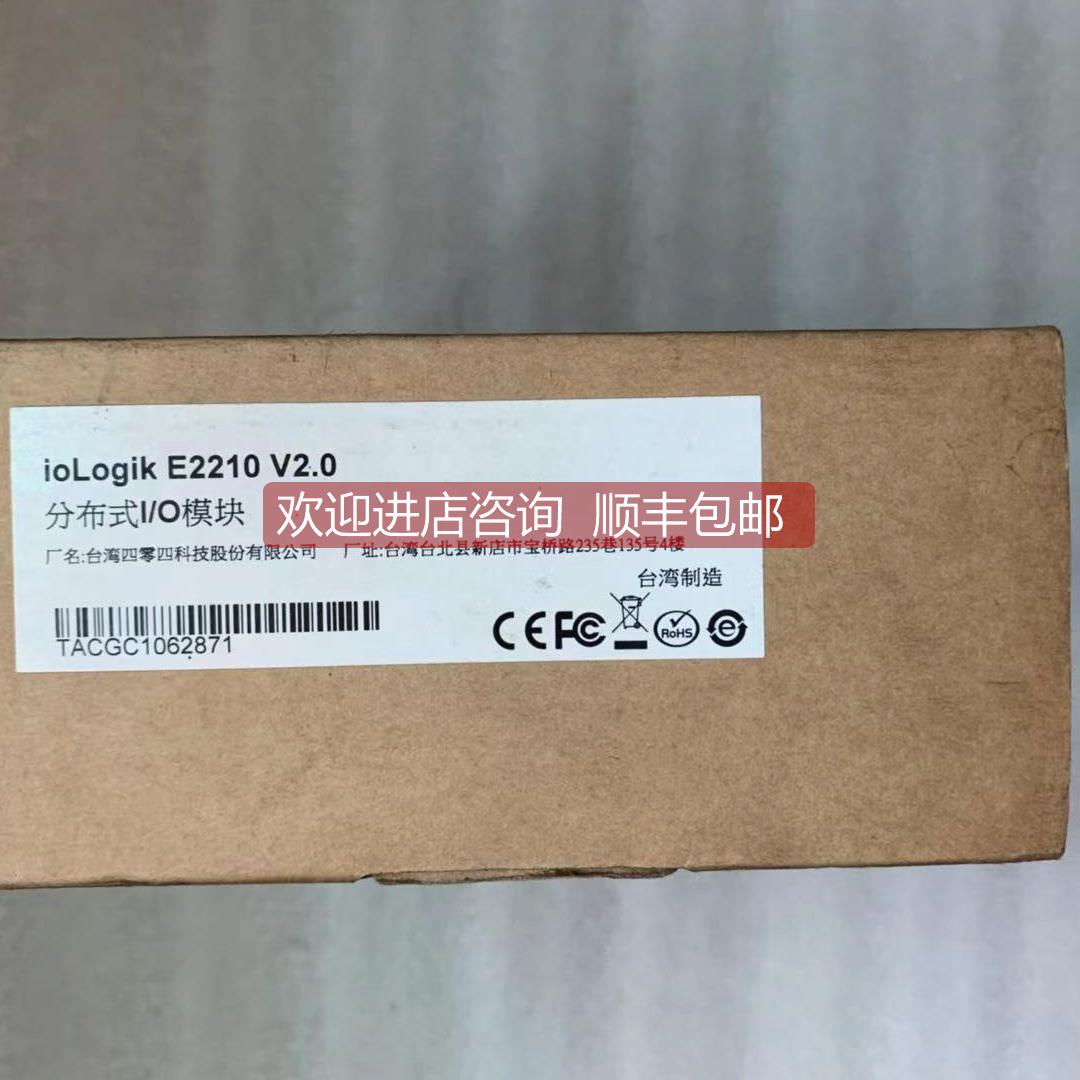 ioLogik E2210 V2.0
分布式I/O模块
欢迎进店咨询 顺丰包邮
厂名:台湾四零四科技股份有限公司 厂址:台湾台北县新店市宝桥路235巷135号4楼
台湾制造
TACGC1062871
CE FC RoHS e